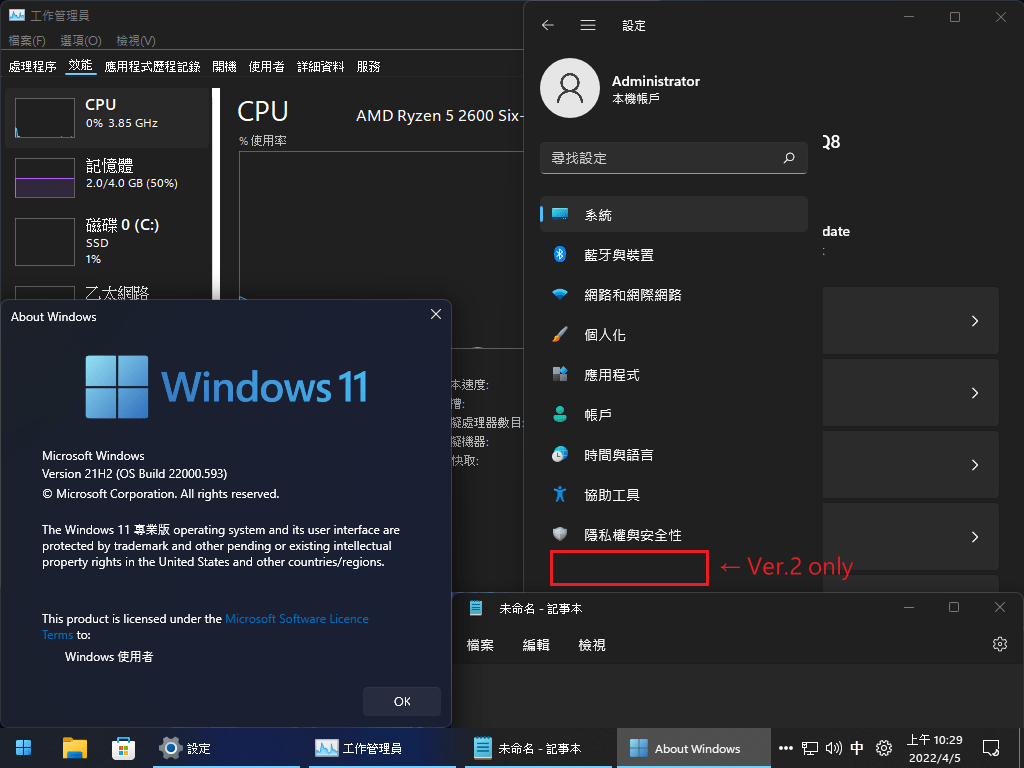 工作管理員
檔案(F) 選項(O) 檢視(V)
處理程序 效能 應用程式歷程記錄 開機 使用者 詳細資料 服務
CPU
0% 3.85 GHz
記憶體
2.0/4.0 GB (50%)
磁碟 0 (C:)
SSD
1%
乙太網路
CPU
AMD Ryzen 5 2600 Six-
% 使用率
本速度:
槽:
擬處理器數目:
擬機器:
快取:
設定
Administrator
本機帳戶
尋找設定
系統
藍牙與裝置
網路和網際網路
個人化
應用程式
帳戶
時間與語言
協助工具
隱私權與安全性
Q8
date
:
← Ver.2 only
About Windows
Windows 11
Microsoft Windows
Version 21H2 (OS Build 22000.593)
© Microsoft Corporation. All rights reserved.
The Windows 11 專業版 operating system and its user interface are
protected by trademark and other pending or existing intellectual
property rights in the United States and other countries/regions.
This product is licensed under the Microsoft Software Licence
Terms to:
Windows 使用者
OK
未命名 - 記事本
檔案 編輯 檢視
設定
工作管理員
未命名 - 記事本
About Windows
中
上午 10:29
2022/4/5